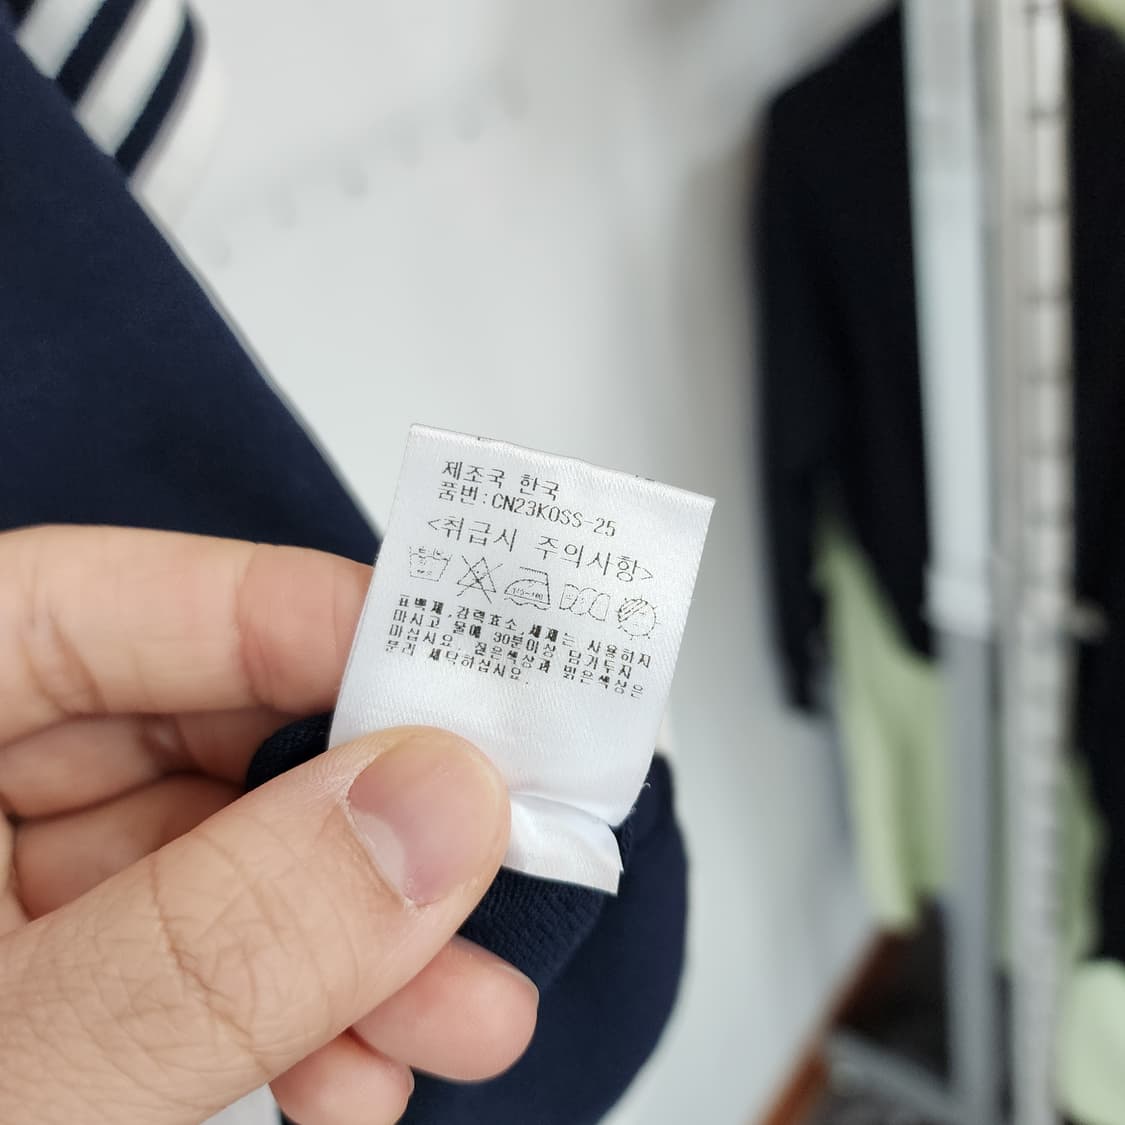 제조국 한국
품번:CN23KOSS-25
<취급시 주의사항>
표백제,강력효소,세제는 사용하지
마시고 물에 30분이상 담가두지
마십시요. 짙은색상과 밝은색상은
분리 세탁하십시요.